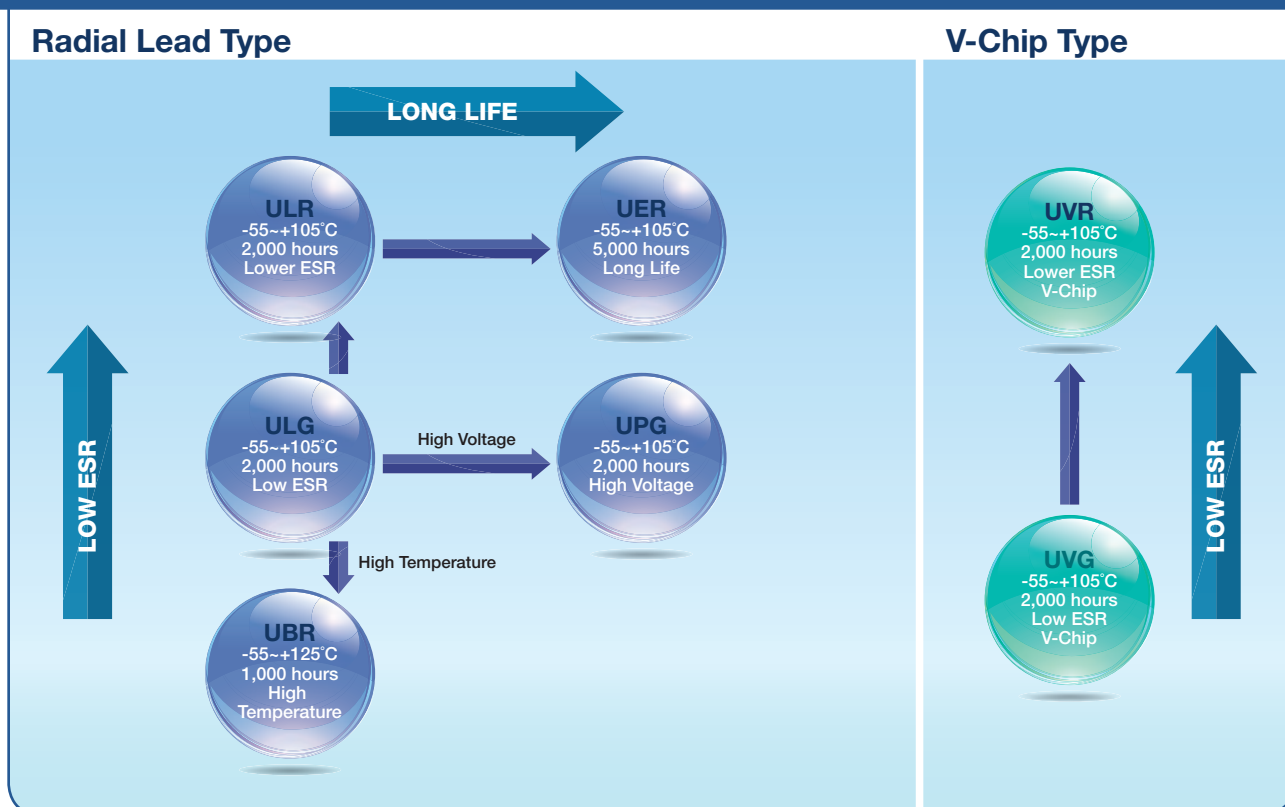 Radial Lead Type
LONG LIFE
ULR
-55~+105˚C
2,000 hours
Lower ESR
UER
-55~+105˚C
5,000 hours
Long Life
LOW ESR
ULG
-55~+105˚C
2,000 hours
Low ESR
High Voltage
UPG
-55~+105˚C
2,000 hours
High Voltage
High Temperature
UBR
-55~+125˚C
1,000 hours
High
Temperature
V-Chip Type
UVR
-55~+105˚C
2,000 hours
Lower ESR
V-Chip
LOW ESR
UVG
-55~+105˚C
2,000 hours
Low ESR
V-Chip